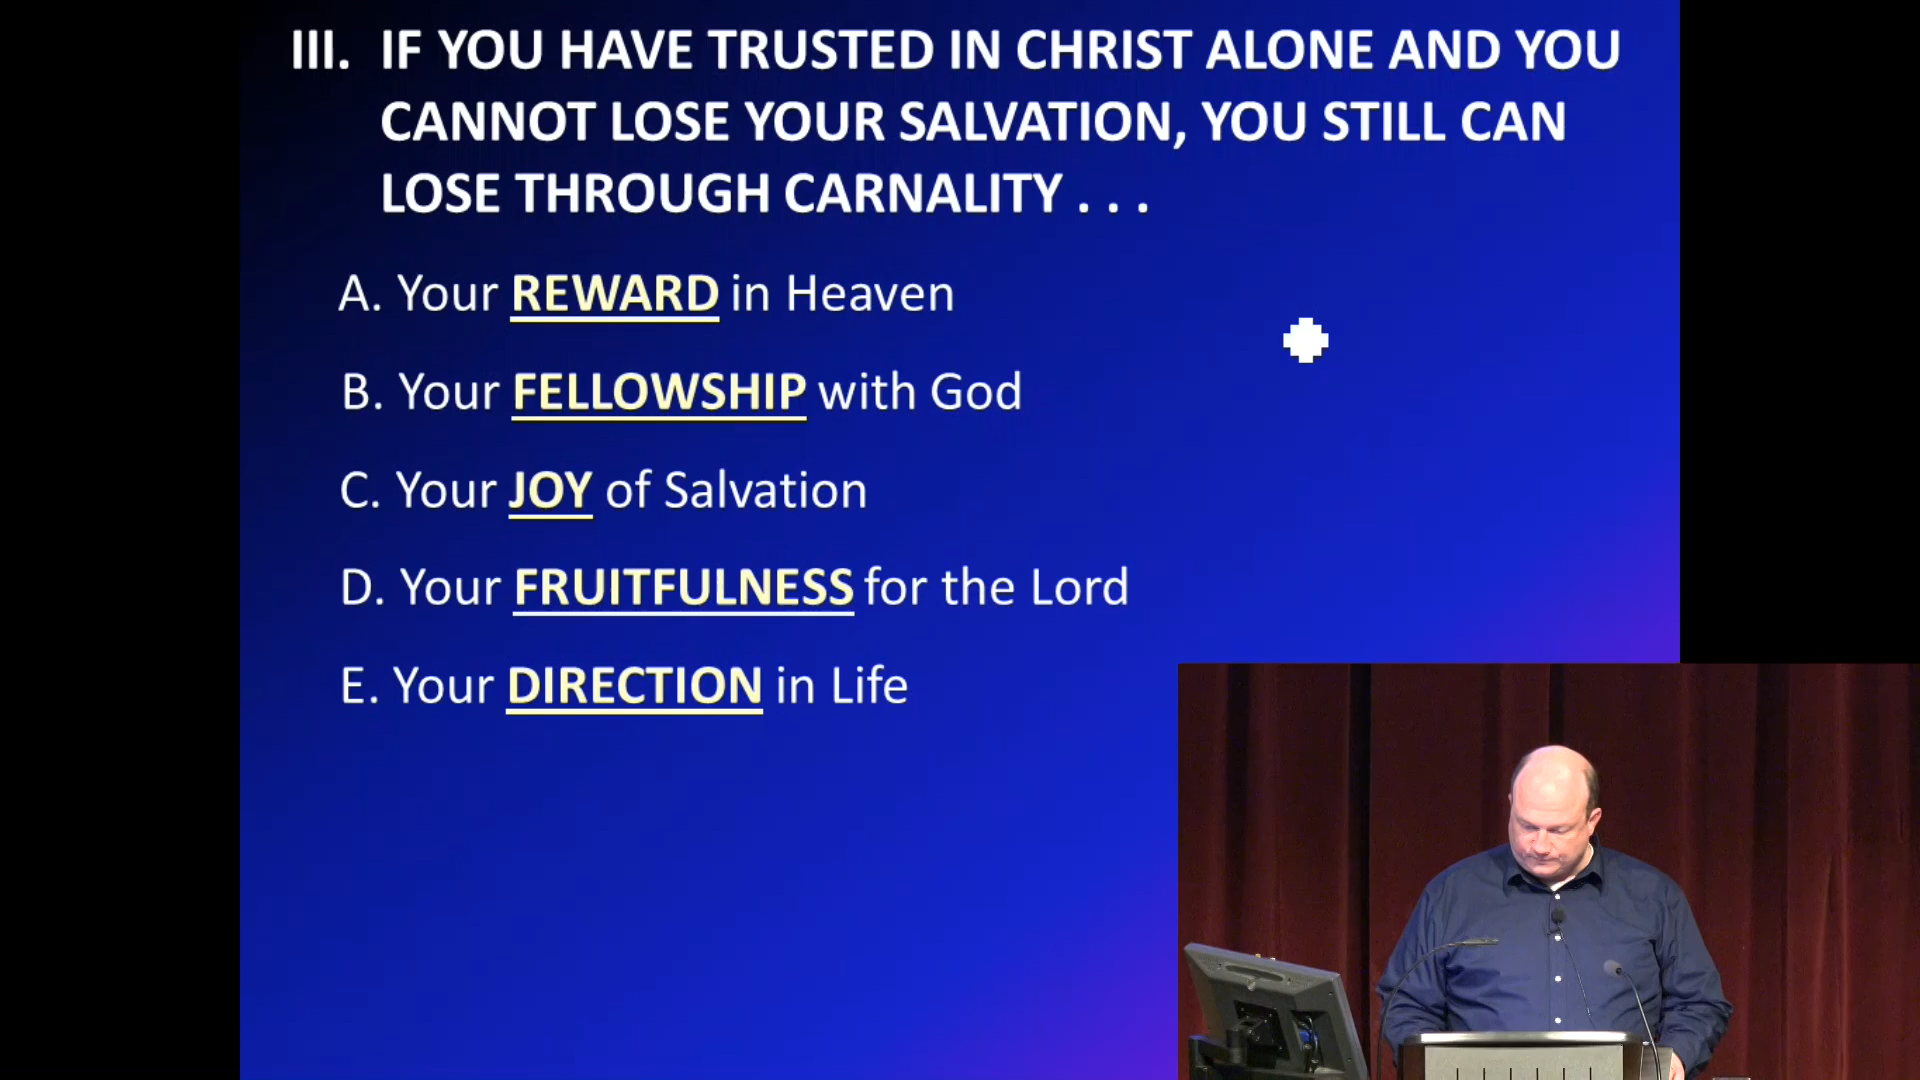 III. IF YOU HAVE TRUSTED IN CHRIST ALONE AND YOU
CANNOT LOSE YOUR SALVATION, YOU STILL CAN
LOSE THROUGH CARNALITY . . .
A. Your REWARD in Heaven
B. Your FELLOWSHIP with God
C. Your JOY of Salvation
D. Your FRUITFULNESS for the Lord
E. Your DIRECTION in Life